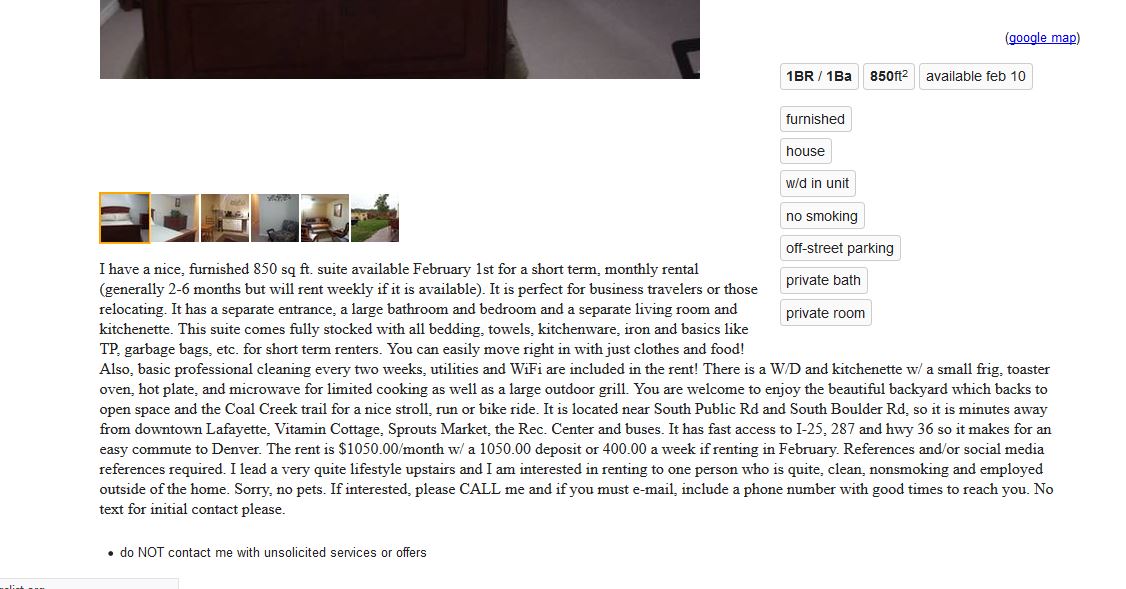 (google map)
1BR / 1Ba 850ft2 available feb 10
furnished
house
w/d in unit
no smoking
off-street parking
private bath
private room
I have a nice, furnished 850 sq ft. suite available February 1st for a short term, monthly rental
(generally 2-6 months but will rent weekly if it is available). It is perfect for business travelers or those
relocating. It has a separate entrance, a large bathroom and bedroom and a separate living room and
kitchenette. This suite comes fully stocked with all bedding, towels, kitchenware, iron and basics like
TP, garbage bags, etc. for short term renters. You can easily move right in with just clothes and food!
Also, basic professional cleaning every two weeks, utilities and WiFi are included in the rent! There is a W/D and kitchenette w/ a small frig, toaster
oven, hot plate, and microwave for limited cooking as well as a large outdoor grill. You are welcome to enjoy the beautiful backyard which backs to
open space and the Coal Creek trail for a nice stroll, run or bike ride. It is located near South Public Rd and South Boulder Rd, so it is minutes away
from downtown Lafayette, Vitamin Cottage, Sprouts Market, the Rec. Center and buses. It has fast access to I-25, 287 and hwy 36 so it makes for an
easy commute to Denver. The rent is $1050.00/month w/ a 1050.00 deposit or 400.00 a week if renting in February. References and/or social media
references required. I lead a very quite lifestyle upstairs and I am interested in renting to one person who is quite, clean, nonsmoking and employed
outside of the home. Sorry, no pets. If interested, please CALL me and if you must e-mail, include a phone number with good times to reach you. No
text for initial contact please.
• do NOT contact me with unsolicited services or offers